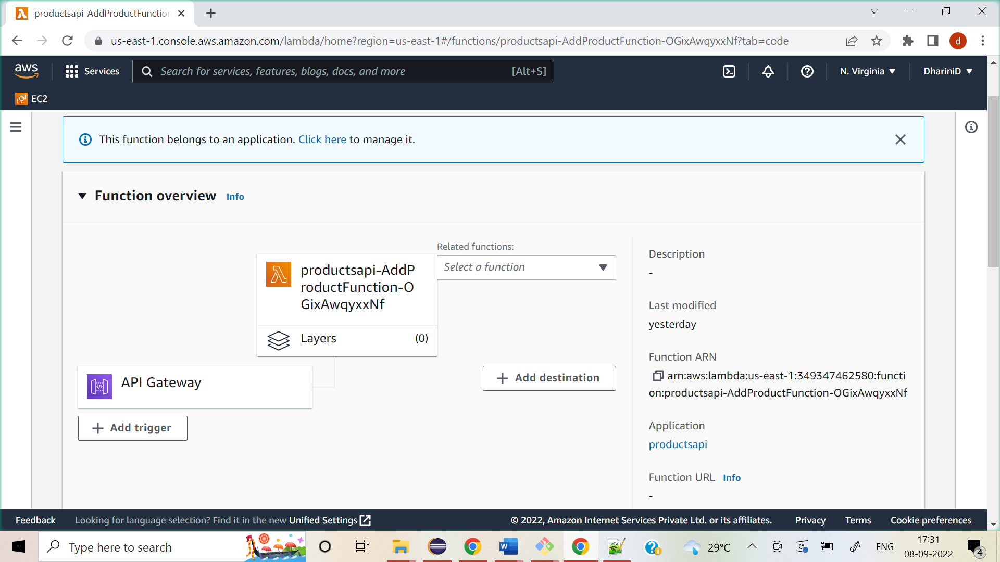 productsapi-AddProductFunction
us-east-1.console.aws.amazon.com/lambda/home?region=us-east-1#/functions/productsapi-AddProductFunction-OGixAwqyxxNf?tab=code
d
aws
Services
Search for services, features, blogs, docs, and more
[Alt+S]
N. Virginia
DhariniD
EC2
This function belongs to an application. Click here to manage it.
Function overview Info
Related functions:
Select a function
productsapi-AddP
roductFunction-O
GixAwqyxxNf
Layers (0)
API Gateway
Add trigger
Add destination
Description
-
Last modified
yesterday
Function ARN
arn:aws:lambda:us-east-1:349347462580:functi
on:productsapi-AddProductFunction-OGixAwqyxxNf
Application
productsapi
Function URL Info
-
Feedback
Looking for language selection? Find it in the new Unified Settings
© 2022, Amazon Internet Services Private Ltd. or its affiliates.
Privacy
Terms
Cookie preferences
Type here to search
29°C
ENG
17:31
08-09-2022
4